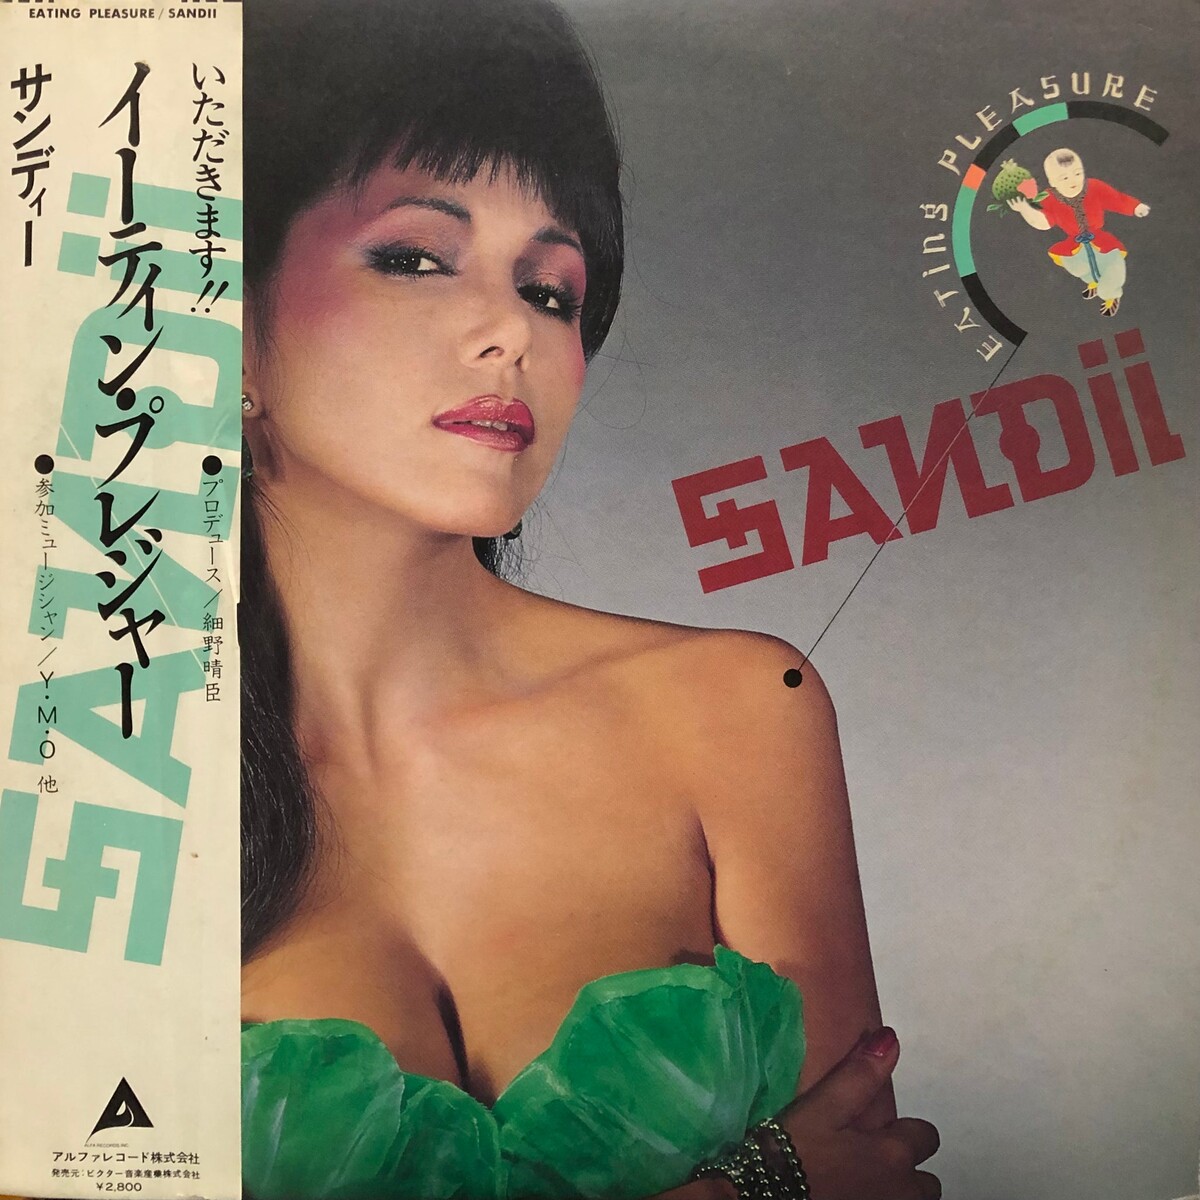 EATING PLEASURE / SANDII
いただきます!!
イーティン・プレジャー
サンディー
SANDII
●プロデュース／細野晴臣
●参加ミュージシャン／Y・M・O 他
ALFA RECORDS, INC.
アルファレコード株式会社
発売元：ビクター音楽産業株式会社
¥2,800
EATING PLEASURE
SANDII